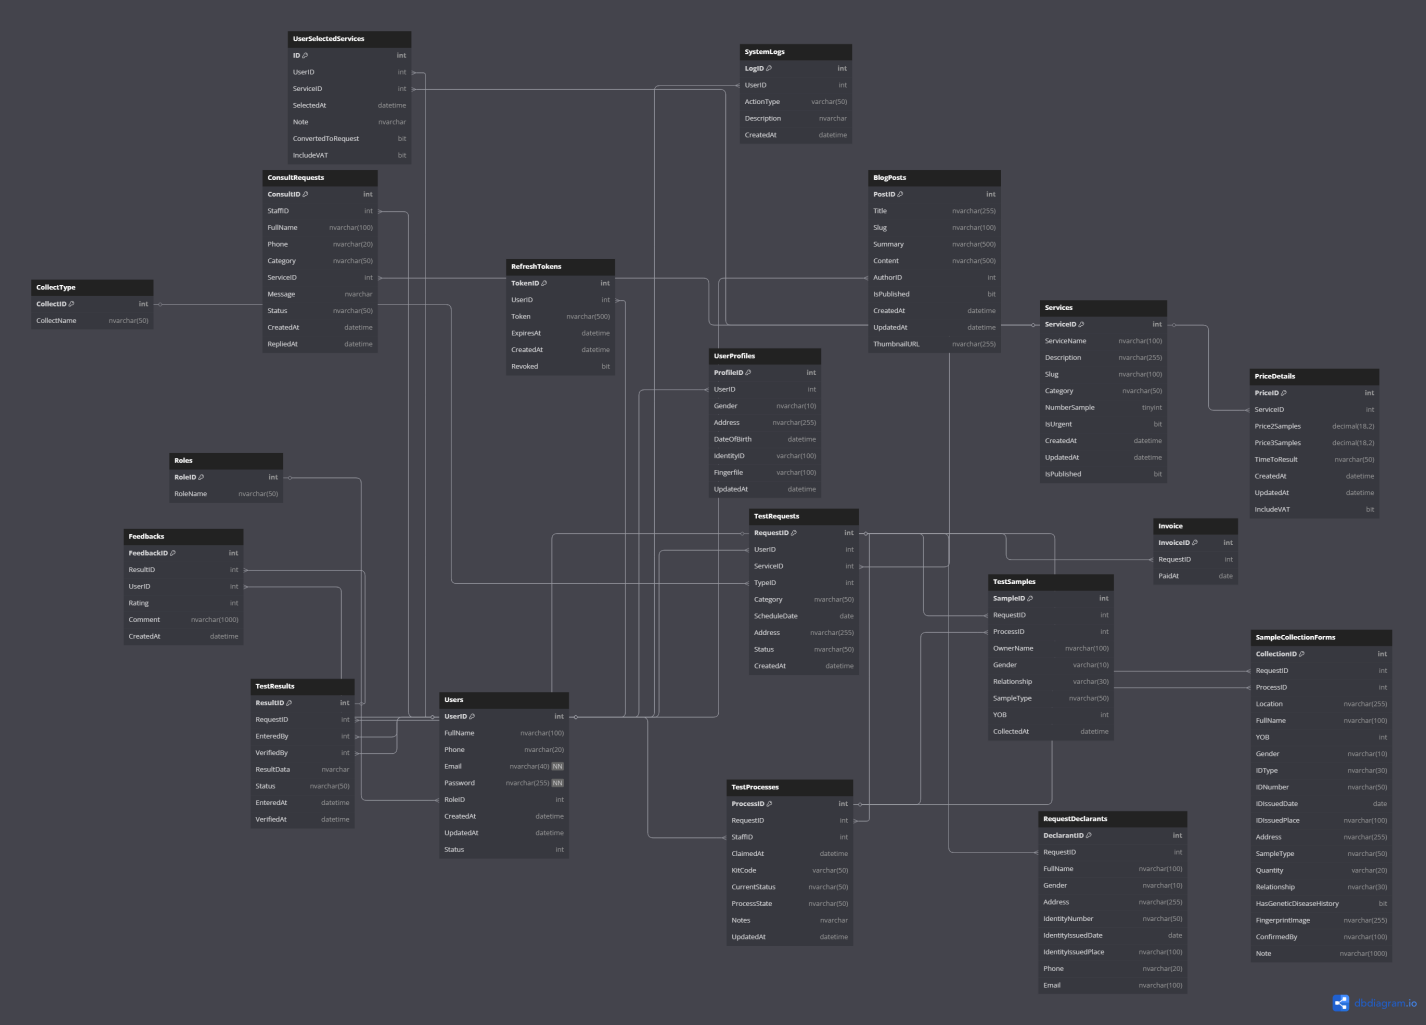 UserSelectedServices
ID int
UserID int
ServiceID int
SelectedAt datetime
Note nvarchar
ConvertedToRequest bit
IncludeVAT bit
SystemLogs
LogID int
UserID int
ActionType varchar(50)
Description nvarchar
CreatedAt datetime
ConsultRequests
ConsultID int
StaffID int
FullName nvarchar(100)
Phone nvarchar(20)
Category nvarchar(50)
ServiceID int
Message nvarchar
Status nvarchar(50)
CreatedAt datetime
RepliedAt datetime
BlogPosts
PostID int
Title nvarchar(255)
Slug nvarchar(100)
Summary nvarchar(500)
Content nvarchar(500)
AuthorID int
IsPublished bit
CreatedAt datetime
UpdatedAt datetime
ThumbnailURL nvarchar(255)
RefreshTokens
TokenID int
UserID int
Token nvarchar(500)
ExpiresAt datetime
CreatedAt datetime
Revoked bit
CollectType
CollectID int
CollectName nvarchar(50)
Services
ServiceID int
ServiceName nvarchar(100)
Description nvarchar(255)
Slug nvarchar(100)
Category nvarchar(50)
NumberSample tinyint
IsUrgent bit
CreatedAt datetime
UpdatedAt datetime
IsPublished bit
UserProfiles
ProfileID int
UserID int
Gender nvarchar(10)
Address nvarchar(255)
DateOfBirth datetime
IdentityID varchar(100)
Fingerfile varchar(100)
UpdatedAt datetime
PriceDetails
PriceID int
ServiceID int
Price2Samples decimal(18,2)
Price3Samples decimal(18,2)
TimeToResult nvarchar(50)
CreatedAt datetime
UpdatedAt datetime
IncludeVAT bit
Roles
RoleID int
RoleName nvarchar(50)
TestRequests
RequestID int
UserID int
ServiceID int
TypeID int
Category nvarchar(50)
ScheduleDate date
Address nvarchar(255)
Status nvarchar(50)
CreatedAt datetime
Invoice
InvoiceID int
RequestID int
PaidAt date
Feedbacks
FeedbackID int
ResultID int
UserID int
Rating int
Comment nvarchar(1000)
CreatedAt datetime
TestSamples
SampleID int
RequestID int
ProcessID int
OwnerName nvarchar(100)
Gender varchar(10)
Relationship varchar(30)
SampleType nvarchar(50)
YOB int
CollectedAt datetime
SampleCollectionForms
CollectionID int
RequestID int
ProcessID int
Location nvarchar(255)
FullName nvarchar(100)
YOB int
Gender nvarchar(10)
IDType nvarchar(30)
IDNumber nvarchar(50)
IDIssuedDate date
IDIssuedPlace nvarchar(100)
Address nvarchar(255)
SampleType nvarchar(50)
Quantity varchar(20)
Relationship nvarchar(30)
HasGeneticDiseaseHistory bit
FingerprintImage nvarchar(255)
ConfirmedBy nvarchar(100)
Note nvarchar(1000)
TestResults
ResultID int
RequestID int
EnteredBy int
VerifiedBy int
ResultData nvarchar
Status nvarchar(50)
EnteredAt datetime
VerifiedAt datetime
Users
UserID int
FullName nvarchar(100)
Phone nvarchar(20)
Email nvarchar(40) NN
Password nvarchar(255) NN
RoleID int
CreatedAt datetime
UpdatedAt datetime
Status int
TestProcesses
ProcessID int
RequestID int
StaffID int
ClaimedAt datetime
KitCode varchar(50)
CurrentStatus nvarchar(50)
ProcessState nvarchar(50)
Notes nvarchar
UpdatedAt datetime
RequestDeclarants
DeclarantID int
RequestID int
FullName nvarchar(100)
Gender nvarchar(10)
Address nvarchar(255)
IdentityNumber nvarchar(50)
IdentityIssuedDate date
IdentityIssuedPlace nvarchar(100)
Phone nvarchar(20)
Email nvarchar(100)
dbdiagram.io